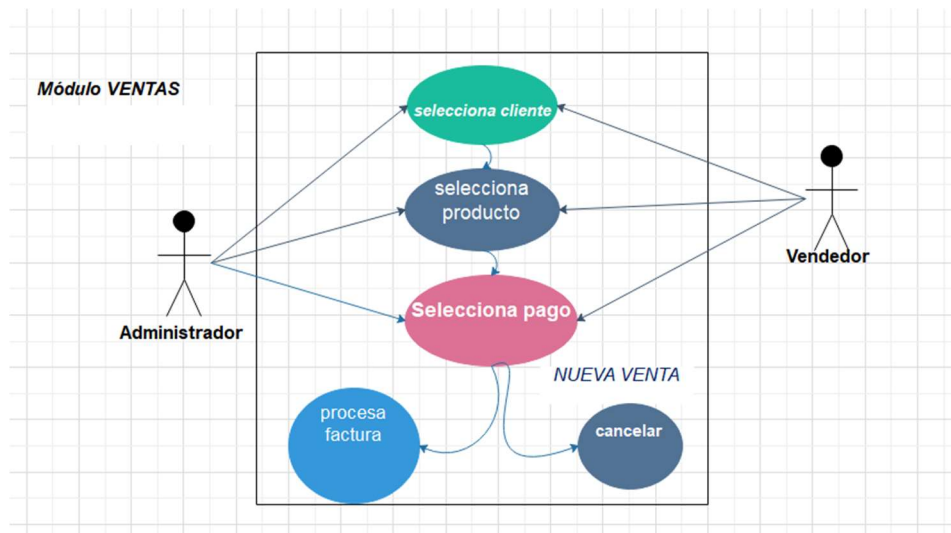 Módulo VENTAS
selecciona cliente
selecciona
producto
Vendedor
Administrador
Selecciona pago
NUEVA VENTA
procesa
factura
cancelar